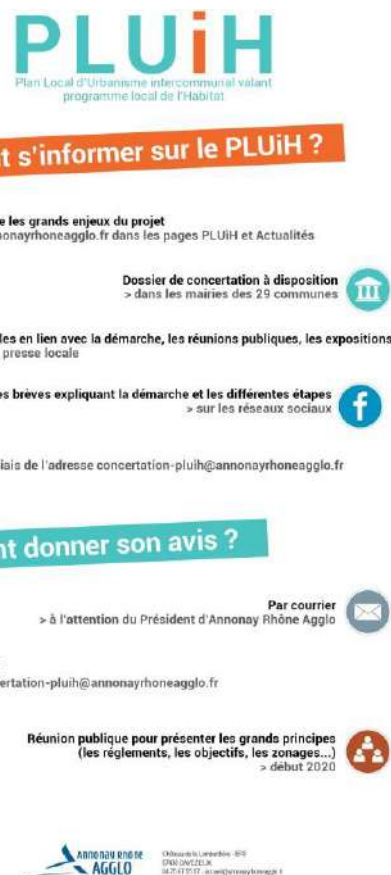 PLUiH
Plan Local d'Urbanisme intercommunal valant
programme local de l'Habitat
t s'informer sur le PLUiH ?
e les grands enjeux du projet
nonayrhoneagglo.fr dans les pages PLUiH et Actualités
Dossier de concertation à disposition
> dans les mairies des 29 communes
les en lien avec la démarche, les réunions publiques, les expositions
presse locale
es brèves expliquant la démarche et les différentes étapes
> sur les réseaux sociaux
iais de l'adresse concertation-pluih@annonayrhoneagglo.fr
nt donner son avis ?
Par courrier
> à l'attention du Président d'Annonay Rhône Agglo
ertation-pluih@annonayrhoneagglo.fr
Réunion publique pour présenter les grands principes
(les réglements, les objectifs, les zonages...)
> début 2020
ANNONAY RHÔNE
AGGLO